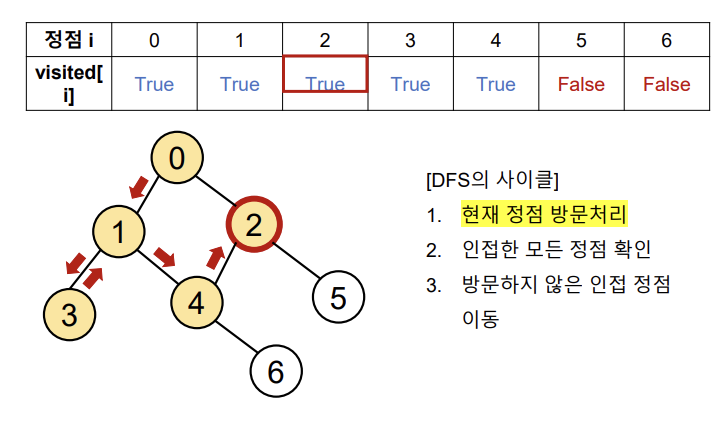 정점 i 0 1 2 3 4 5 6
visited[
i] True True True True True False False
0
1
2
3
4
5
6
[DFS의 사이클]
1. 현재 정점 방문처리
2. 인접한 모든 정점 확인
3. 방문하지 않은 인접 정점
이동